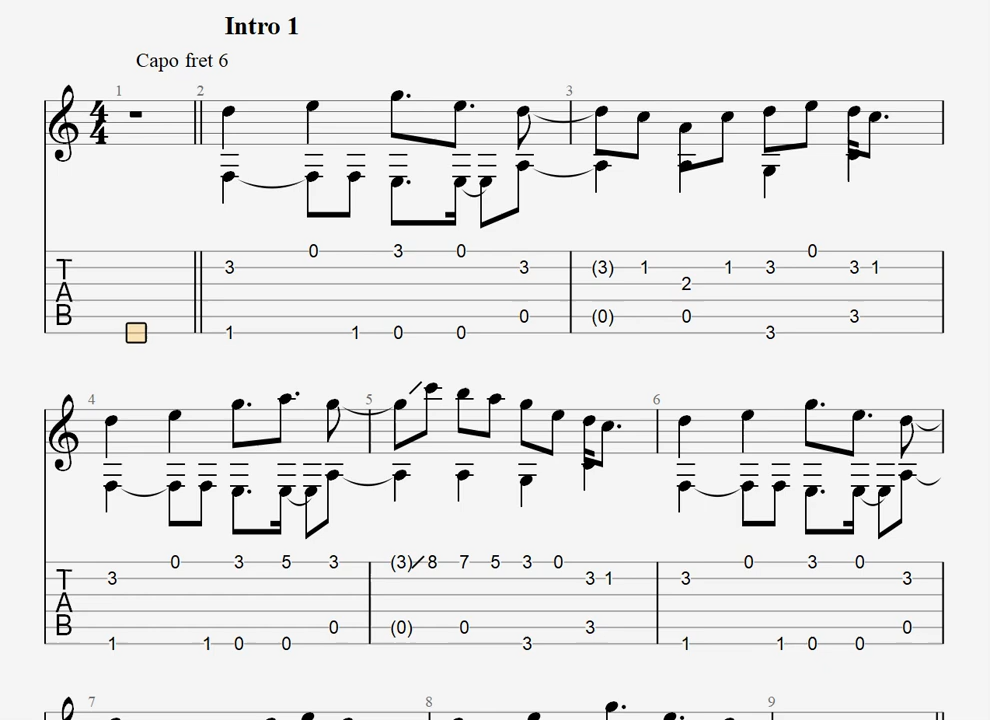 Intro 1
Capo fret 6
1 2 3
4 4
0 3 0 0
T 3 3 (3) 1 1 3 3 1
A 2
B 0 (0) 0 3
1 1 0 0 3
4 5 6
0 3 5 3 (3) 8 7 5 3 0 0 3 0
T 3 3 1 3 3
A
B 0 (0) 0 3 0
1 1 0 0 3 1 1 0 0
7 8 9